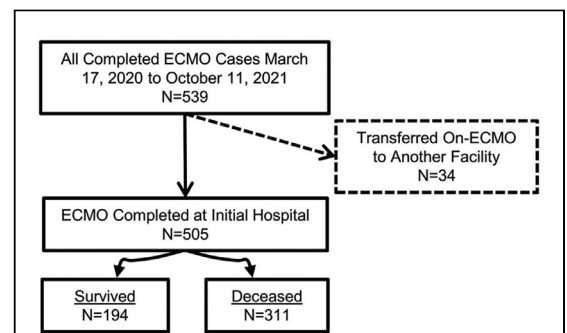 All Completed ECMO Cases March
17, 2020 to October 11, 2021
N=539
Transferred On-ECMO
to Another Facility
N=34
ECMO Completed at Initial Hospital
N=505
Survived
N=194
Deceased
N=311